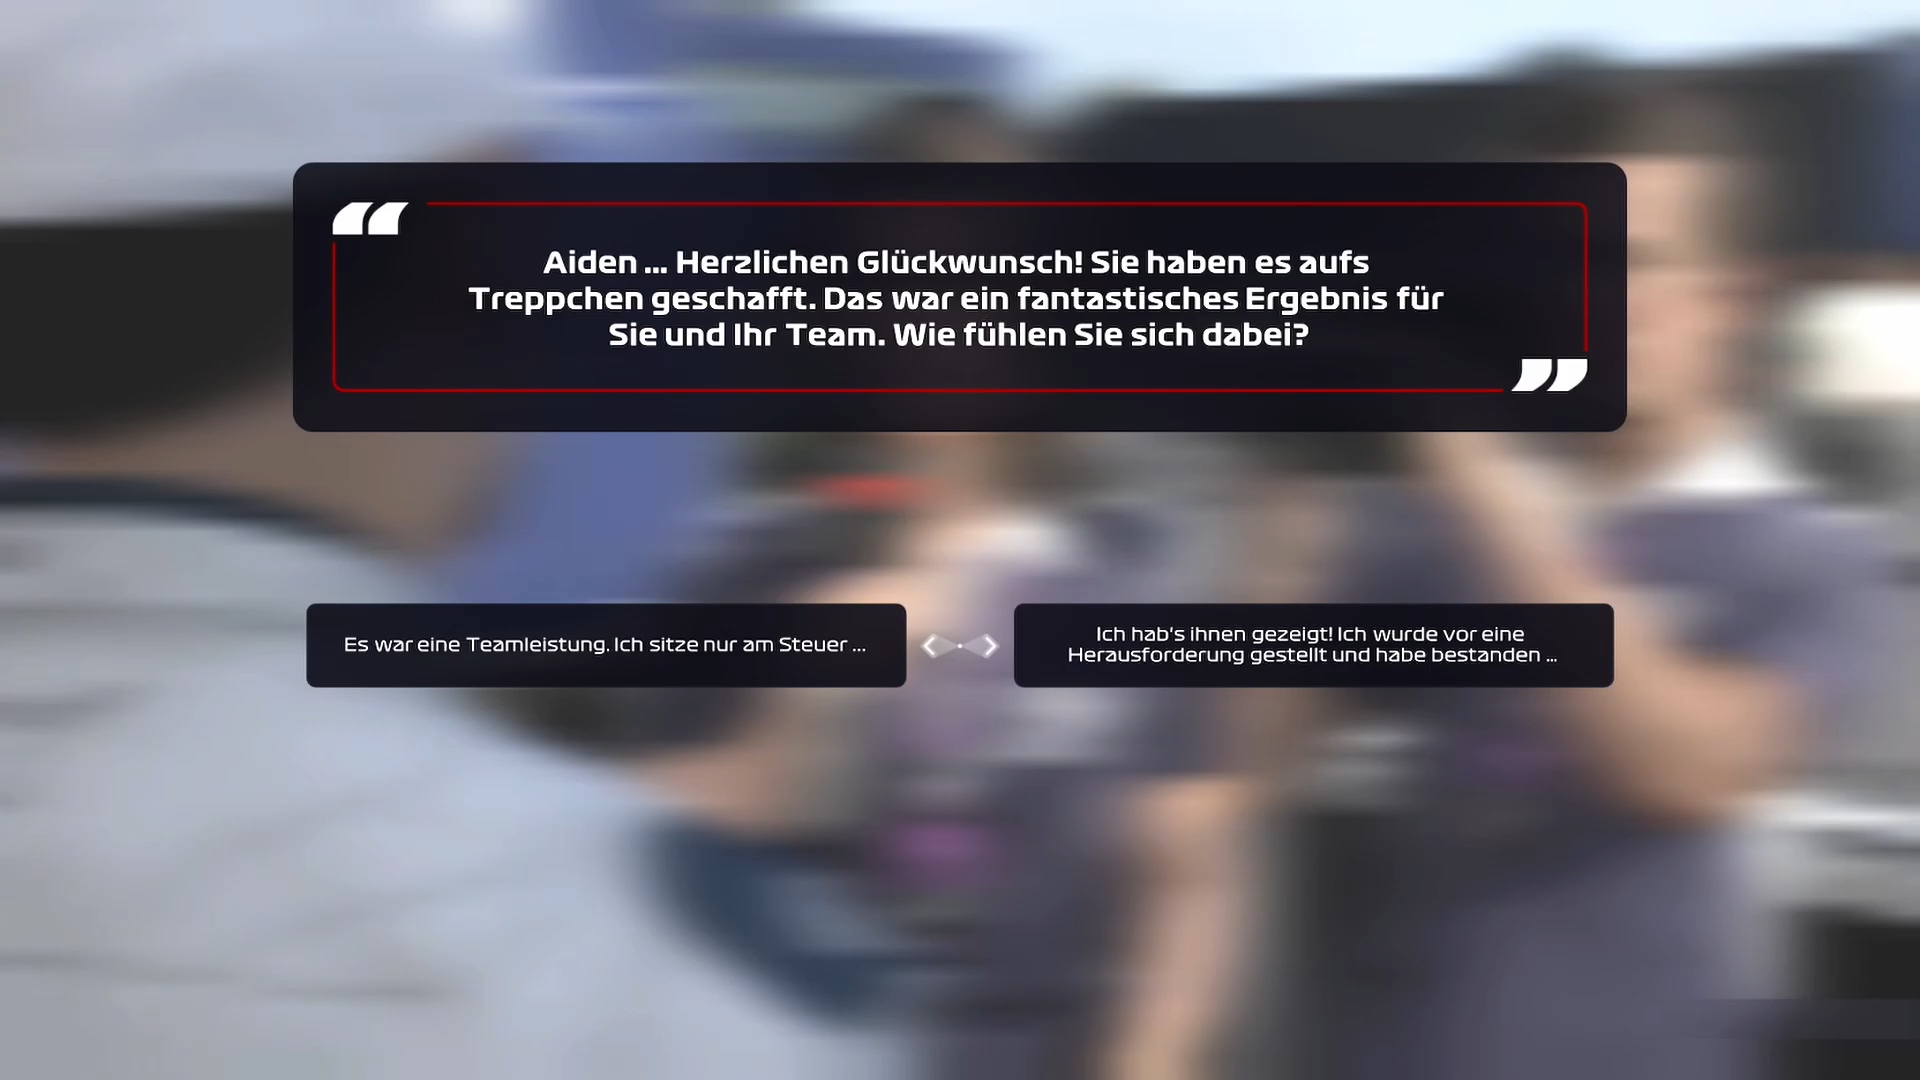 Aiden ... Herzlichen Glückwunsch! Sie haben es aufs
Treppchen geschafft. Das war ein fantastisches Ergebnis für
Sie und Ihr Team. Wie fühlen Sie sich dabei?
Es war eine Teamleistung. Ich sitze nur am Steuer ...
Ich hab's ihnen gezeigt! Ich wurde vor eine
Herausforderung gestellt und habe bestanden ...